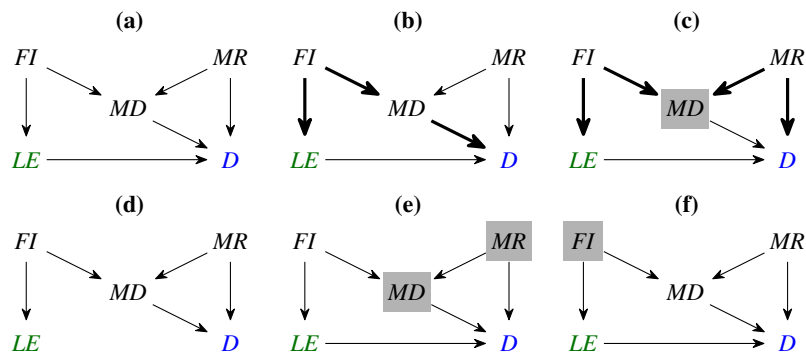 (a) (b) (c)
FI MR FI MR FI MR
MD MD MD
LE D LE D LE D
(d) (e) (f)
FI MR FI MR FI MR
MD MD MD
LE D LE D LE D